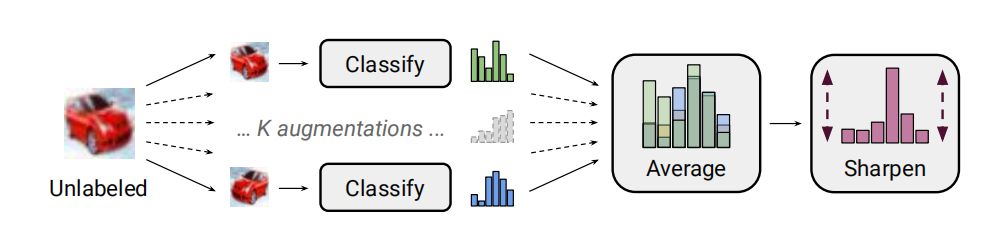 Classify
... K augmentations ...
Unlabeled
Classify
Average
Sharpen